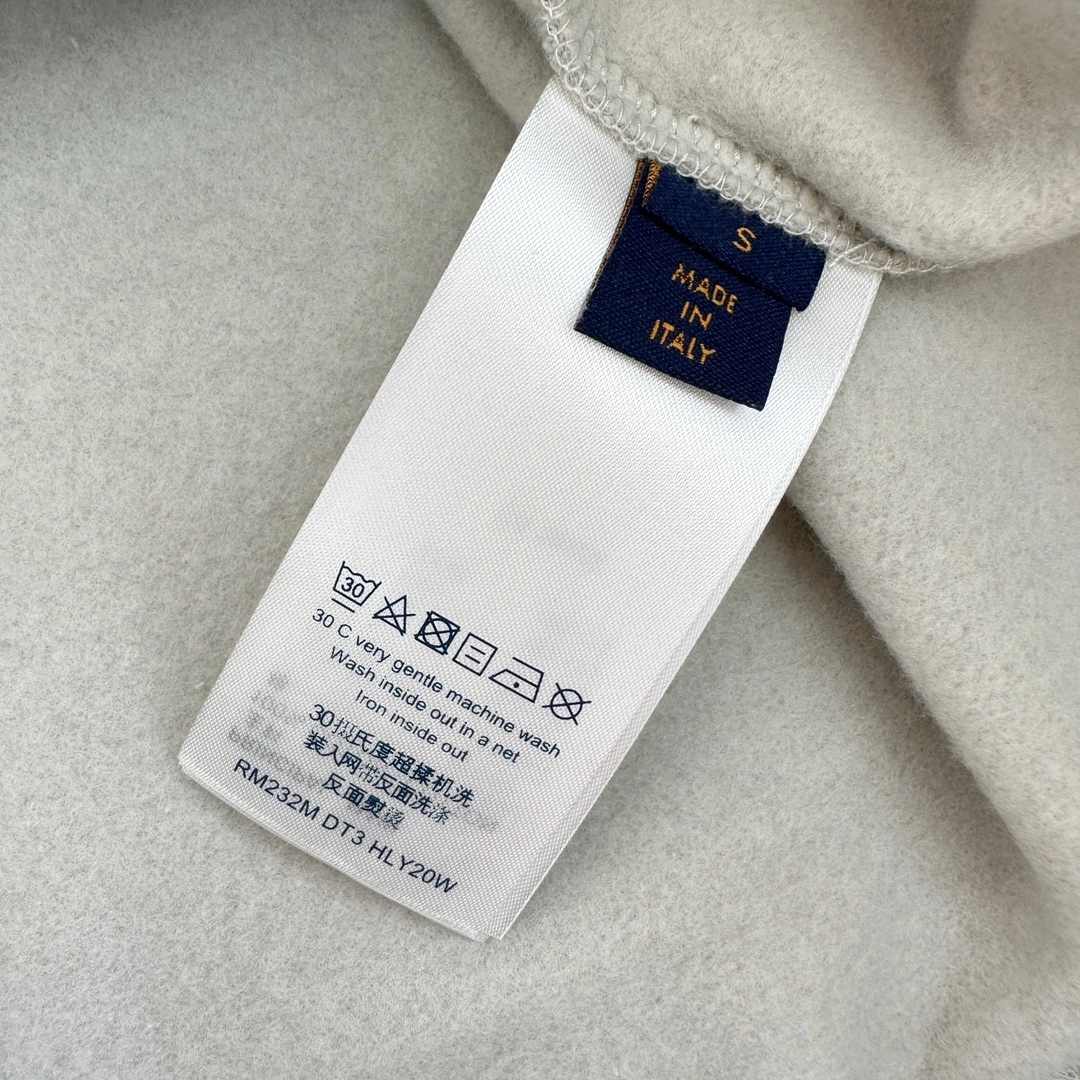 S
MADE
IN
ITALY
30
30 C very gentle machine wash
Wash inside out in a net
Iron inside out
30摄氏度超揉机洗
装入网带反面洗涤
反面熨烫
RM232M DT3 HLY20W